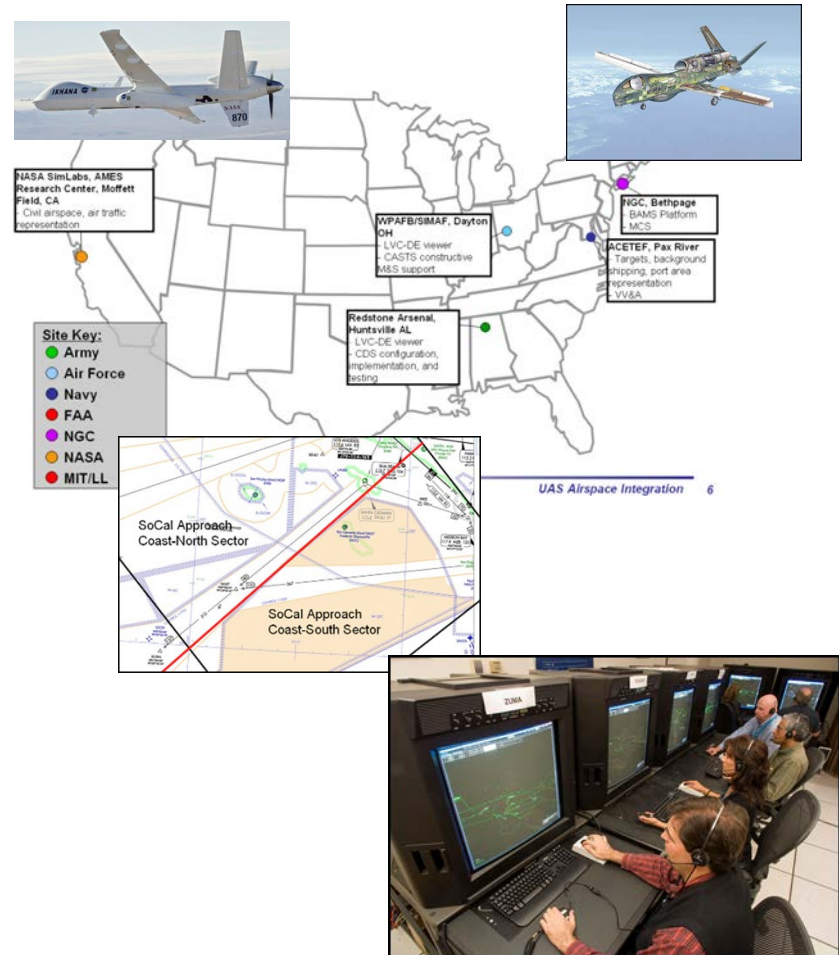 IKHANA
NASA
870
NASA SimLabs, AMES
Research Center, Moffett
Field, CA
- Civil airspace, air traffic
representation
WPAFB/SIMAF, Dayton
OH
- LVC-DE viewer
- CASTS constructive
M&S support
NGC, Bethpage
- BAMS Platform
- MCS
ACETEF, Pax River
- Targets, background
shipping, port area
representation
- VV&A
Redstone Arsenal,
Huntsville AL
- LVC-DE viewer
- CDS configuration,
implementation, and
testing
Site Key:
Army
Air Force
Navy
FAA
NGC
NASA
MIT/LL
UAS Airspace Integration 6
SoCal Approach
Coast-North Sector
SoCal Approach
Coast-South Sector
ZUMA